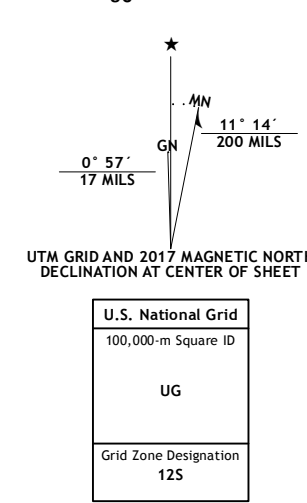 ★
MN
GN
11° 14´
200 MILS
0° 57´
17 MILS
UTM GRID AND 2017 MAGNETIC NORTH
DECLINATION AT CENTER OF SHEET
U.S. National Grid
100,000-m Square ID
UG
Grid Zone Designation
12S